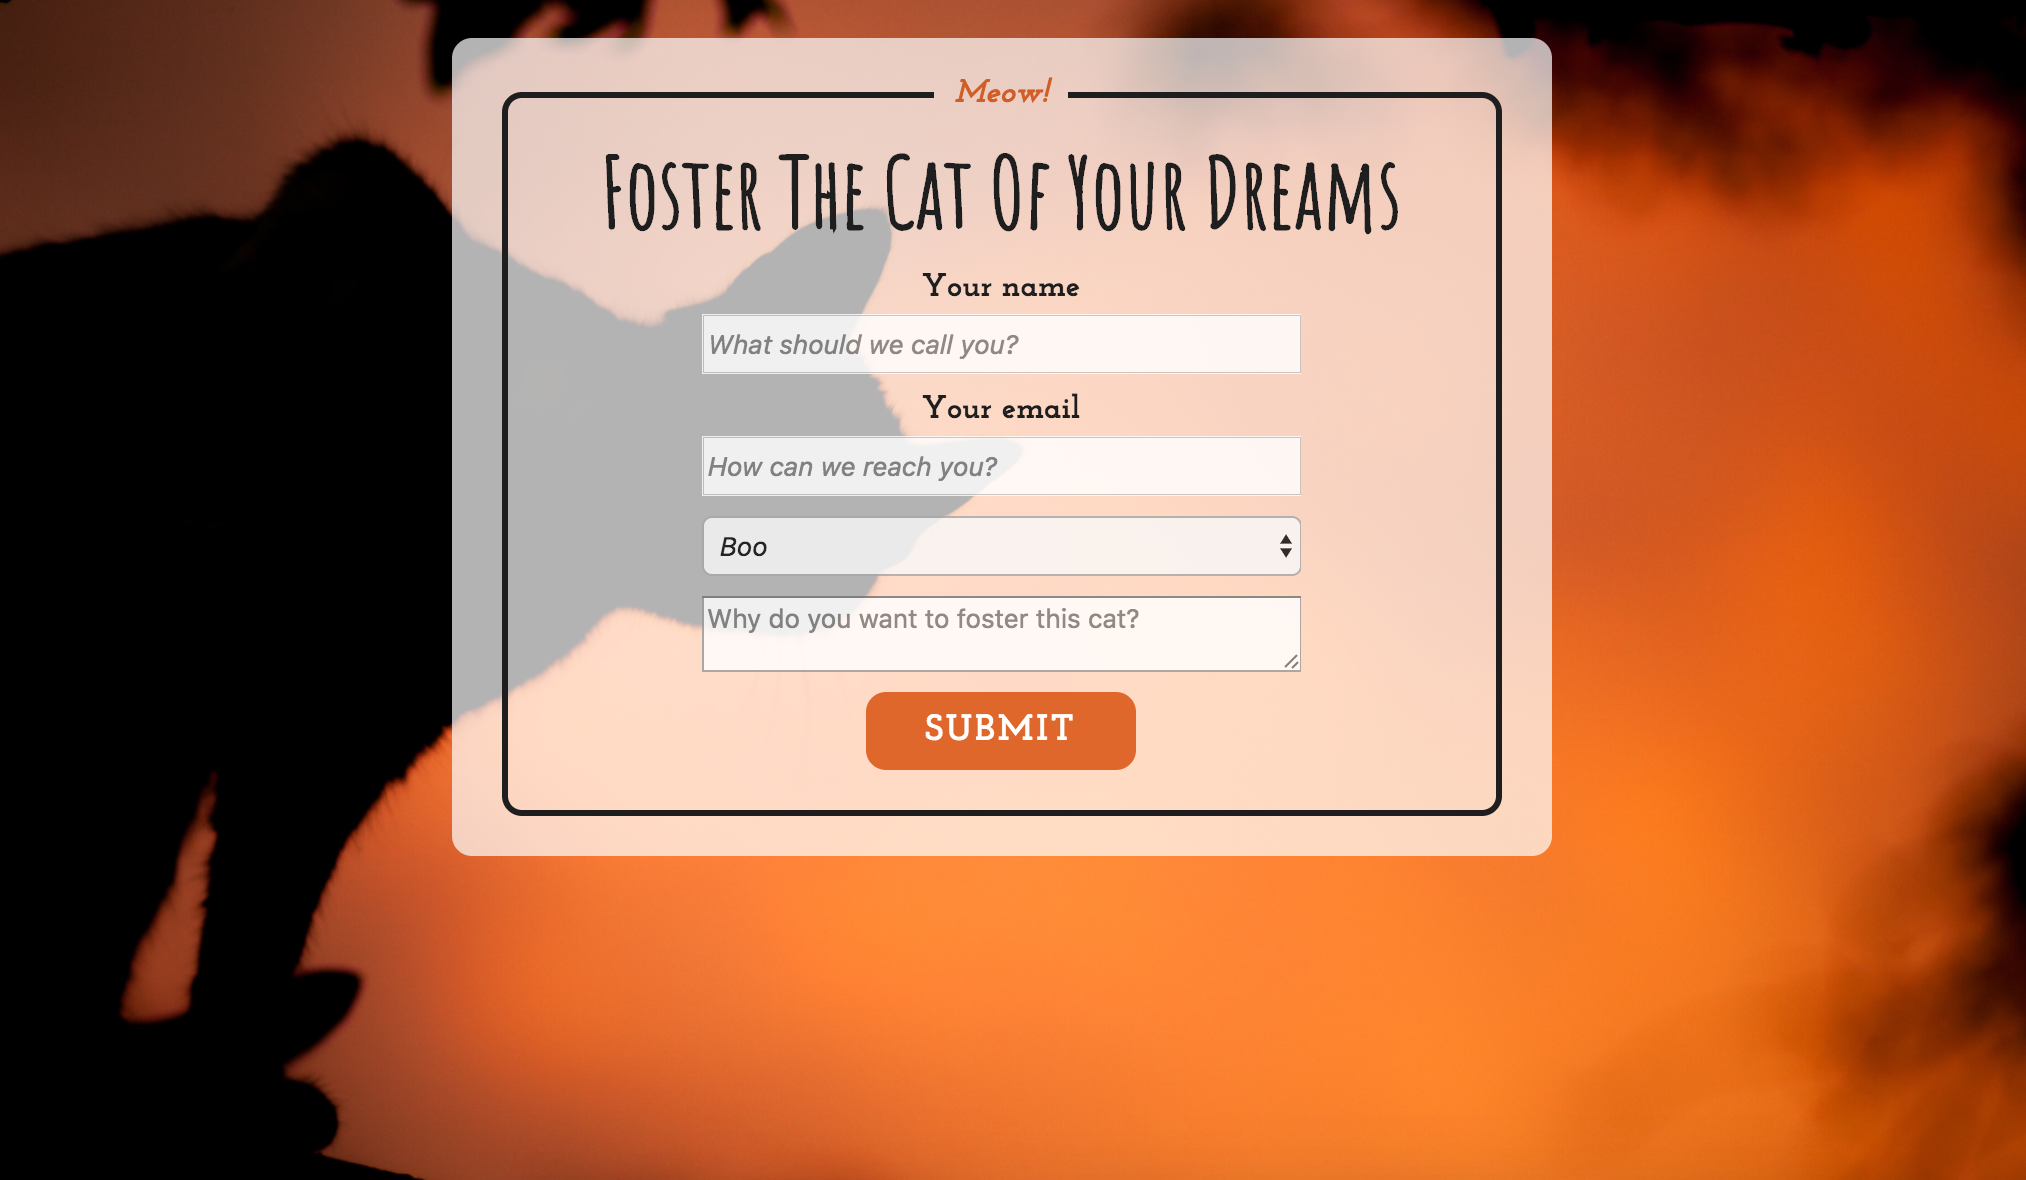 Meow!
Foster The Cat Of Your Dreams
Your name
What should we call you?
Your email
How can we reach you?
Boo
Why do you want to foster this cat?
SUBMIT